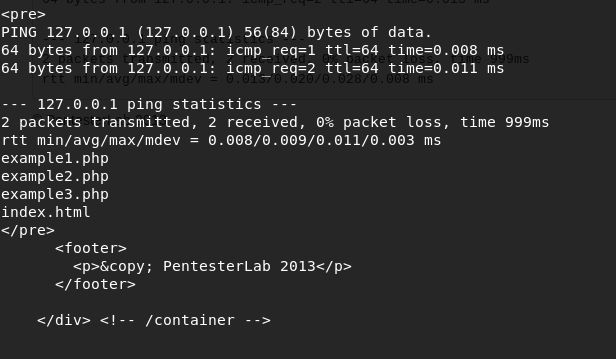 <pre>
PING 127.0.0.1 (127.0.0.1) 56(84) bytes of data.
64 bytes from 127.0.0.1: icmp_req=1 ttl=64 time=0.008 ms
64 bytes from 127.0.0.1: icmp_req=2 ttl=64 time=0.011 ms

--- 127.0.0.1 ping statistics ---
2 packets transmitted, 2 received, 0% packet loss, time 999ms
rtt min/avg/max/mdev = 0.008/0.009/0.011/0.003 ms
example1.php
example2.php
example3.php
index.html
</pre>
      <footer>
        <p>&copy; PentesterLab 2013</p>
      </footer>

    </div> <!-- /container -->